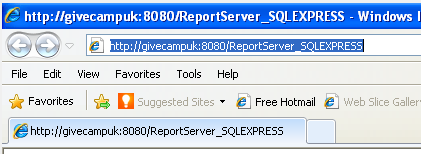 http://givecampuk:8080/ReportServer_SQLEXPRESS - Windows I
http://givecampuk:8080/ReportServer_SQLEXPRESS
File Edit View Favorites Tools Help
Favorites Suggested Sites Free Hotmail Web Slice Gallery
http://givecampuk:8080/ReportServer_SQLEXPRESS